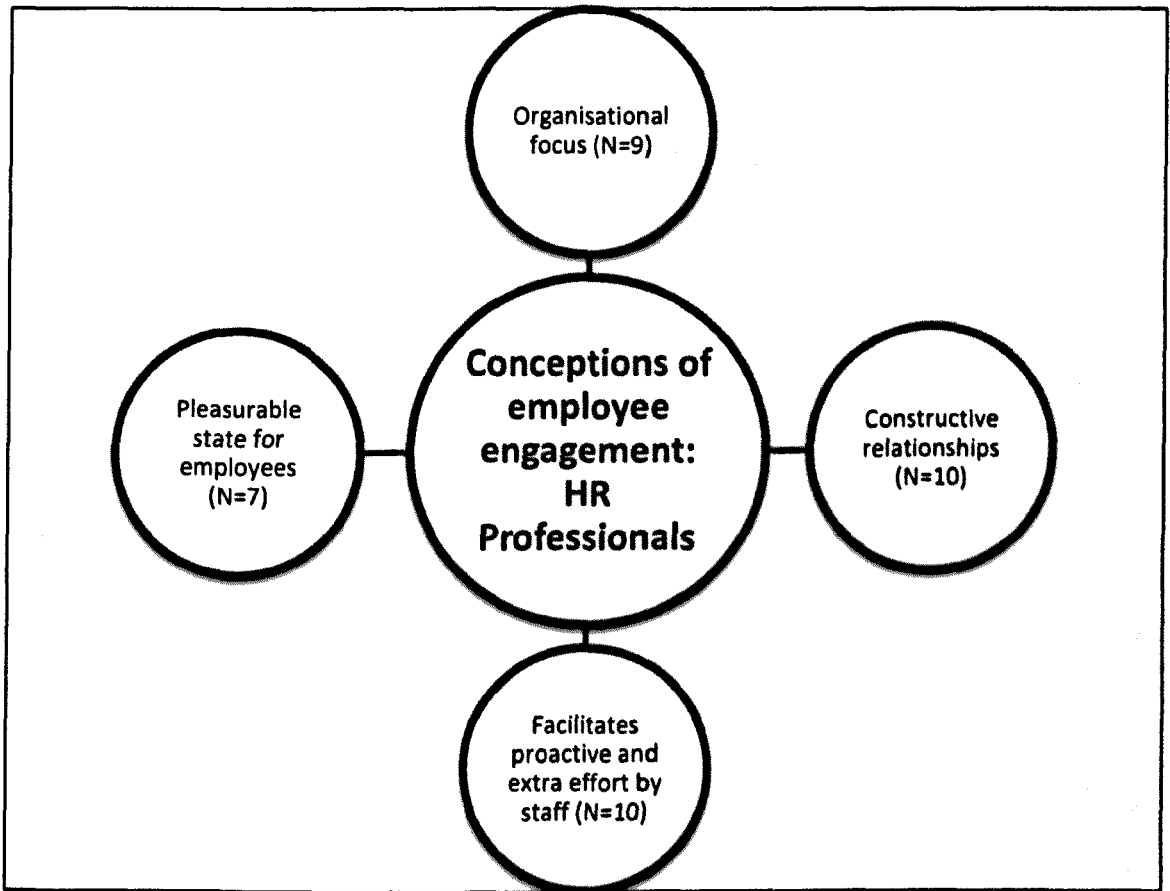 Organisational
focus (N=9)
Pleasurable
state for
employees
(N=7)
Conceptions of
employee
engagement:
HR
Professionals
Constructive
relationships
(N=10)
Facilitates
proactive and
extra effort by
staff (N=10)